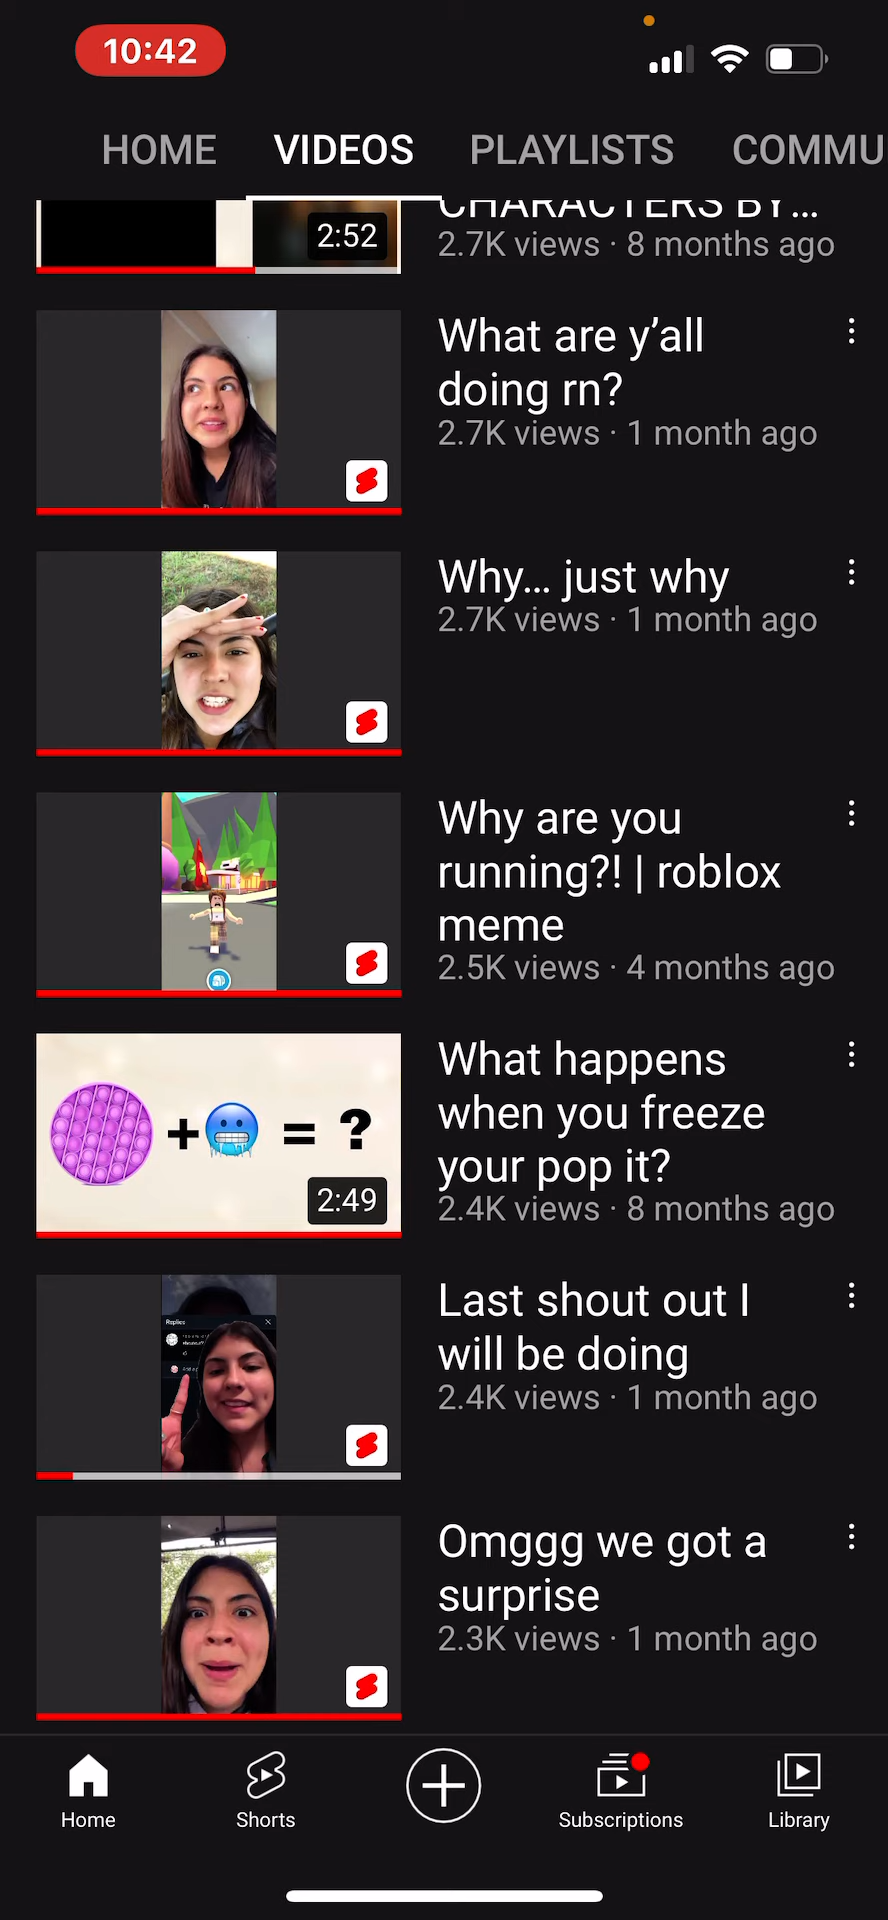 10:42
HOME VIDEOS PLAYLISTS COMMU
2:52
CHARACTERS BY...
2.7K views · 8 months ago
What are y'all
doing rn?
2.7K views · 1 month ago
Why... just why
2.7K views · 1 month ago
Why are you
running?! | roblox
meme
2.5K views · 4 months ago
+ = ?
2:49
What happens
when you freeze
your pop it?
2.4K views · 8 months ago
Replies
Last shout out I
will be doing
2.4K views · 1 month ago
Omggg we got a
surprise
2.3K views · 1 month ago
Home Shorts Subscriptions Library